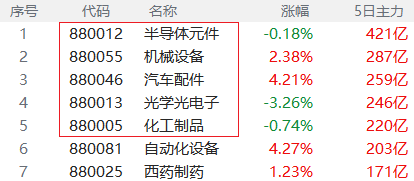 序号 代码 名称 涨幅 5日主力
1 880012 半导体元件 -0.18% 421亿
2 880055 机械设备 2.38% 287亿
3 880046 汽车配件 4.21% 259亿
4 880013 光学光电子 -3.26% 246亿
5 880005 化工制品 -0.74% 220亿
6 880081 自动化设备 4.27% 203亿
7 880025 西药制药 1.23% 171亿